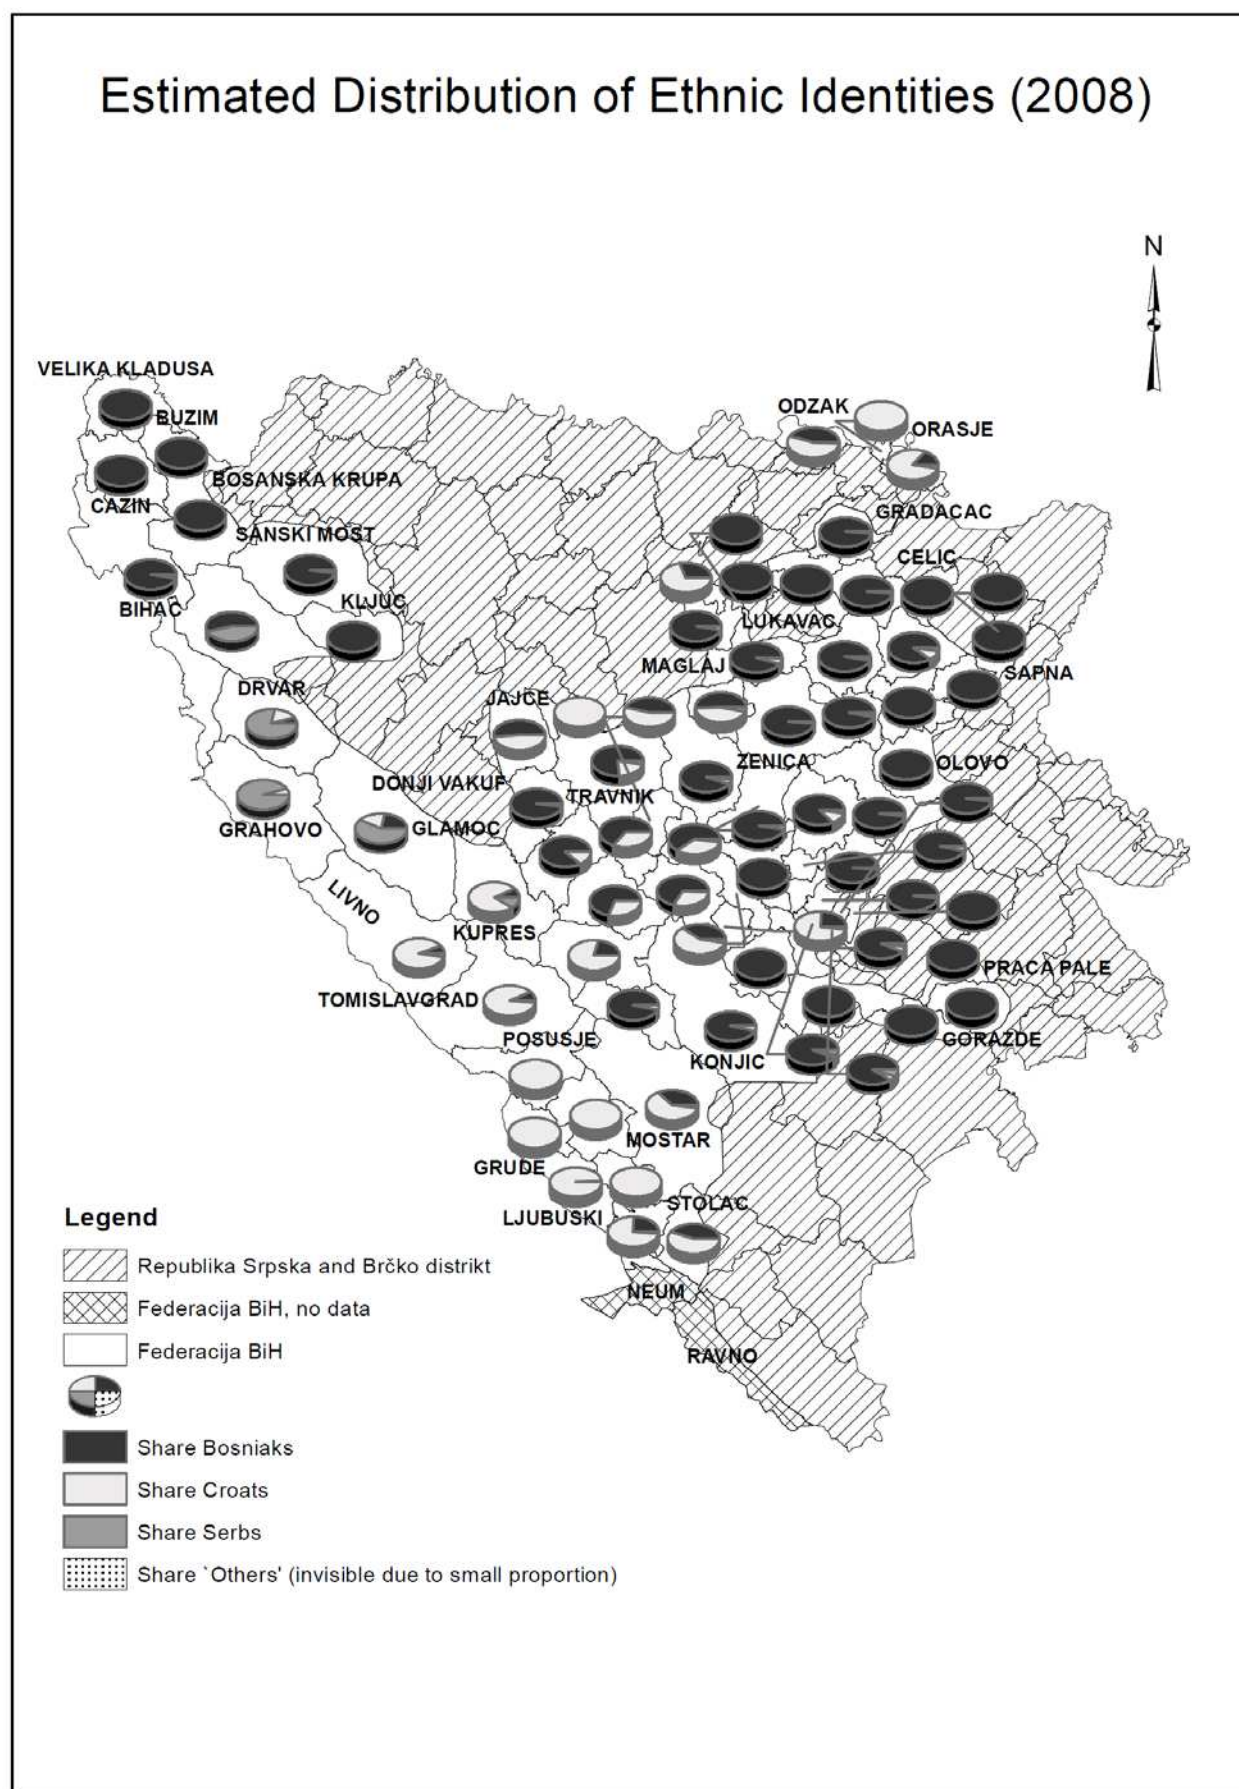 Estimated Distribution of Ethnic Identities (2008)
N
VELIKA KLADUSA
BUZIM
ODZAK
ORASJE
BOSANSKA KRUPA
CAZIN
GRADACAC
SANSKI MOST
CELIC
KLJUC
BIHAC
LUKAVAC
MAGLAJ
SAPNA
DRVAR
JAJCE
ZENICA
OLOVO
DONJI VAKUF
TRAVNIK
GRAHOVO
GLAMOC
LIVNO
KUPRES
PRACA PALE
TOMISLAVGRAD
POSUSJE
KONJIC
GORAZDE
MOSTAR
GRUDE
STOLAC
LJUBUSKI
NEUM
RAVNO
Legend
Republika Srpska and Brčko distrikt
Federacija BiH, no data
Federacija BiH
Share Bosniaks
Share Croats
Share Serbs
Share `Others' (invisible due to small proportion)